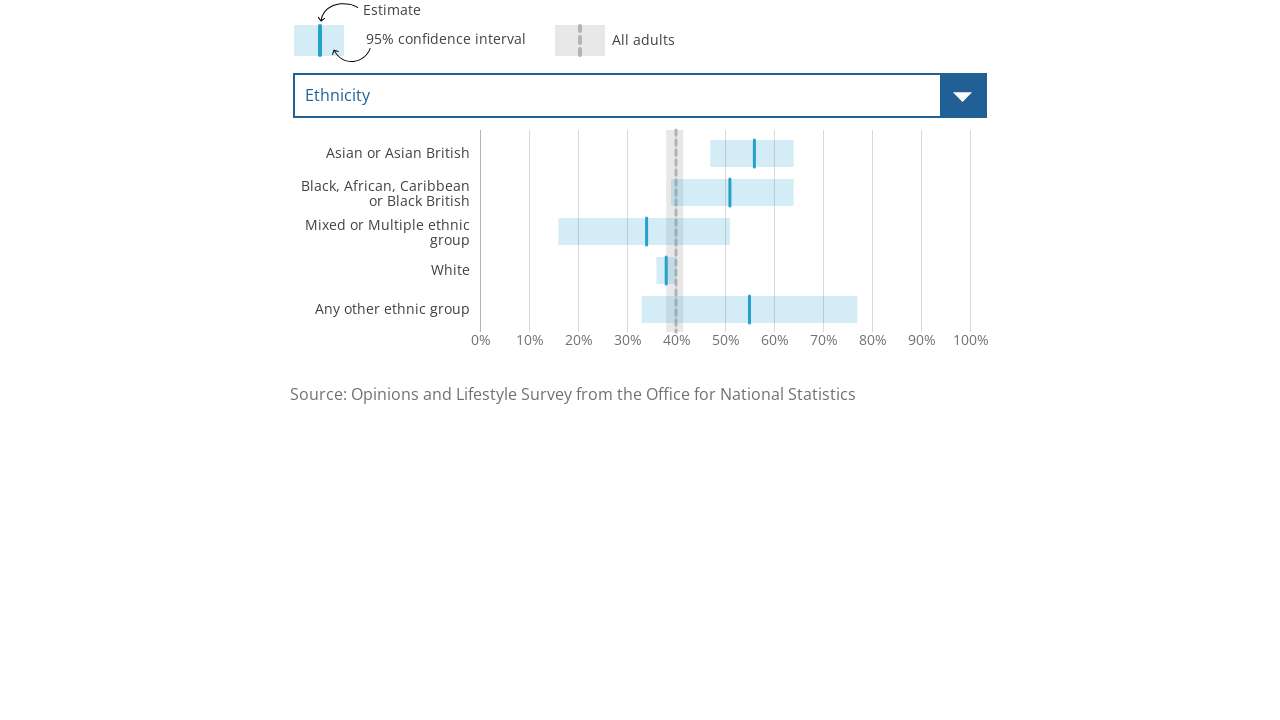 Estimate
95% confidence interval
All adults
Ethnicity
Asian or Asian British
Black, African, Caribbean
or Black British
Mixed or Multiple ethnic
group
White
Any other ethnic group
0% 10% 20% 30% 40% 50% 60% 70% 80% 90% 100%
Source: Opinions and Lifestyle Survey from the Office for National Statistics